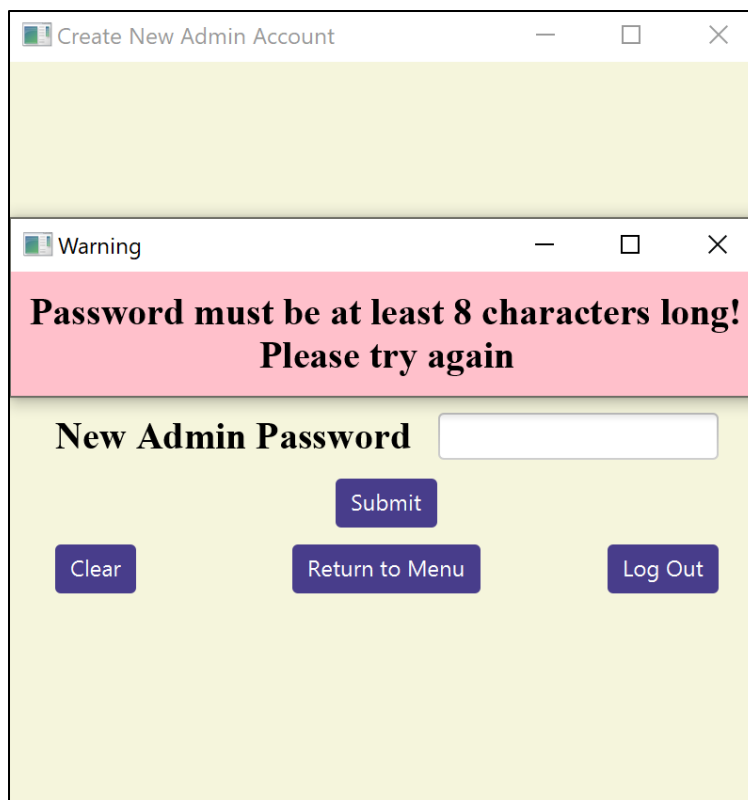 Create New Admin Account
Warning
Password must be at least 8 characters long!
Please try again
New Admin Password
Submit
Clear Return to Menu Log Out